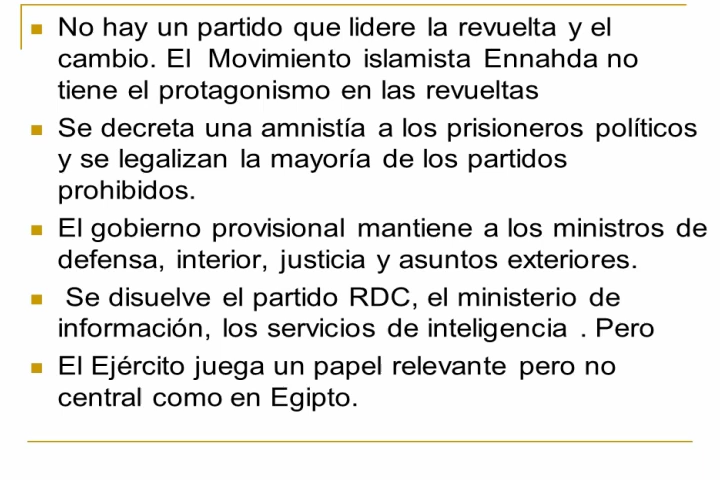 No hay un partido que lidere la revuelta y el
cambio. El Movimiento islamista Ennahda no
tiene el protagonismo en las revueltas
Se decreta una amnistía a los prisioneros políticos
y se legalizan la mayoría de los partidos
prohibidos.
El gobierno provisional mantiene a los ministros de
defensa, interior, justicia y asuntos exteriores.
Se disuelve el partido RDC, el ministerio de
información, los servicios de inteligencia . Pero
El Ejército juega un papel relevante pero no
central como en Egipto.